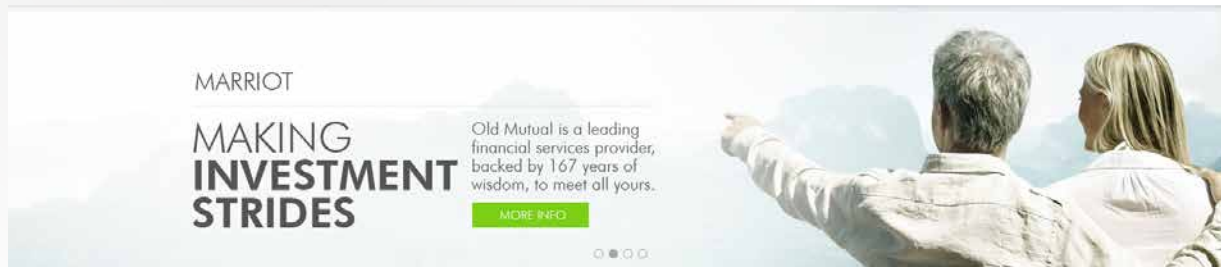 MARRIOT
MAKING
INVESTMENT
STRIDES
Old Mutual is a leading
financial services provider,
backed by 167 years of
wisdom, to meet all yours.
MORE INFO